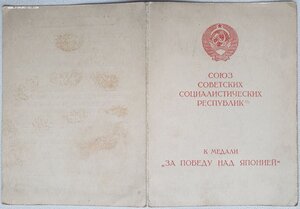 СОЮЗ
СОВЕТСКИХ
СОЦИАЛИСТИЧЕСКИХ
РЕСПУБЛИК
К МЕДАЛИ
„ЗА ПОБЕДУ НАД ЯПОНИЕЙ“